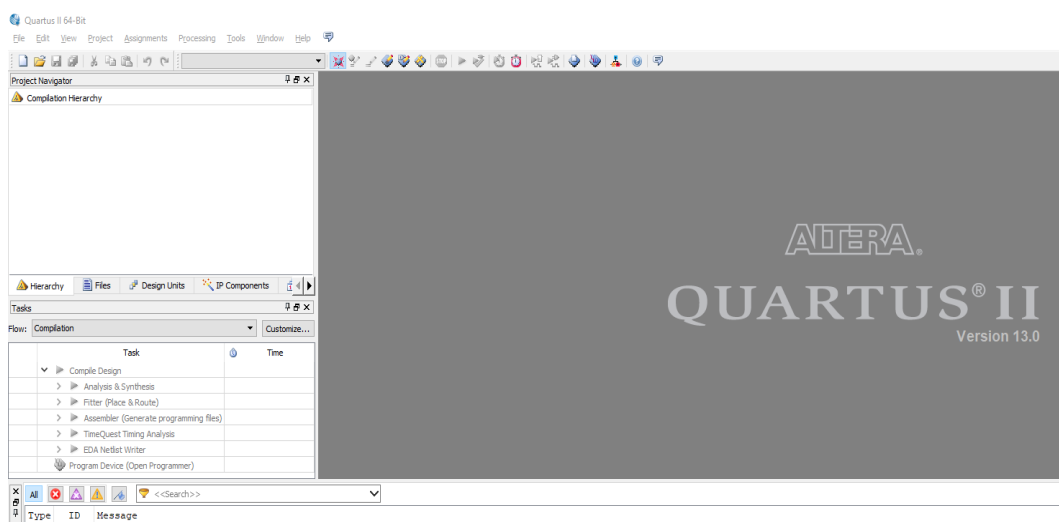 Quartus II 64-Bit
File Edit View Project Assignments Processing Tools Window Help
Project Navigator
Compilation Hierarchy
Hierarchy Files Design Units IP Components
Tasks
Flow: Compilation Customize...
Task Time
Compile Design
Analysis & Synthesis
Fitter (Place & Route)
Assembler (Generate programming files)
TimeQuest Timing Analysis
EDA Netlist Writer
Program Device (Open Programmer)
ALTERA®
QUARTUS® II
Version 13.0
All <<Search>>
Type ID Message